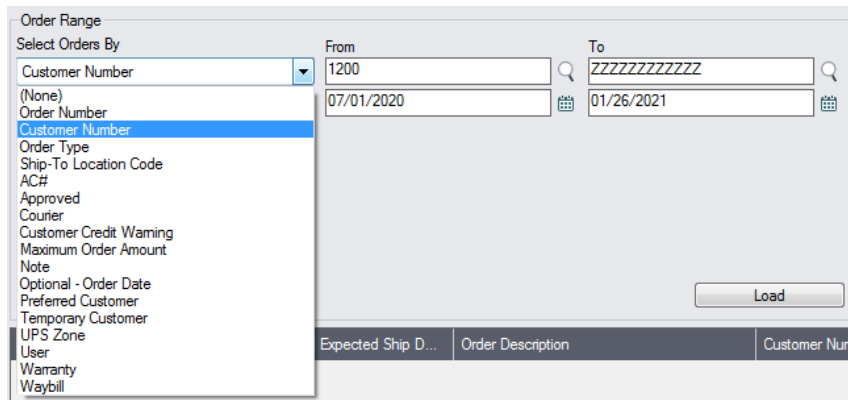 Order Range
Select Orders By
From
To
Customer Number
1200
ZZZZZZZZZZZZ
07/01/2020
01/26/2021
(None)
Order Number
Customer Number
Order Type
Ship-To Location Code
AC#
Approved
Courier
Customer Credit Warning
Maximum Order Amount
Note
Optional - Order Date
Preferred Customer
Temporary Customer
UPS Zone
User
Warranty
Waybill
Load
Expected Ship D...
Order Description
Customer Nur